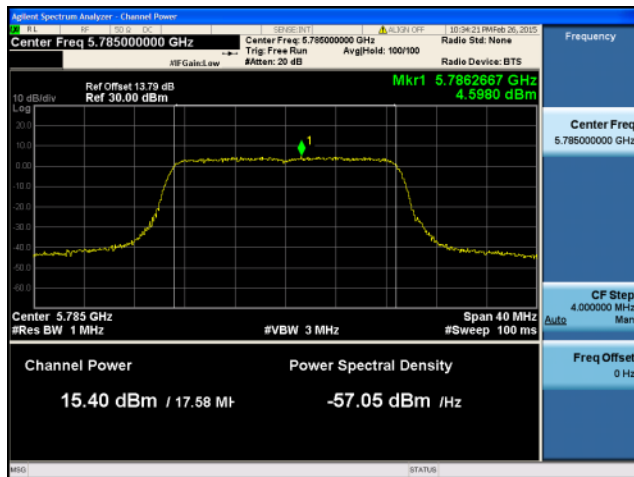 Agilent Spectrum Analyzer - Channel Power
RL RF 50 Ω DC SENSE:INT ALIGN OFF 10:34:21 PM Feb 26, 2015
Center Freq 5.785000000 GHz
Center Freq: 5.785000000 GHz
Radio Std: None
Trig: Free Run Avg|Hold: 100/100
#IFGain:Low
#Atten: 20 dB
Radio Device: BTS
Frequency
Mkr1 5.7862667 GHz
4.5980 dBm
Ref Offset 13.79 dB
10 dB/div Ref 30.00 dBm
Log
20.0
10.0
0.00
-10.0
-20.0
-30.0
-40.0
-50.0
-60.0
1
Center Freq
5.785000000 GHz
Center 5.785 GHz
Span 40 MHz
#Res BW 1 MHz
#VBW 3 MHz
#Sweep 100 ms
CF Step
4.000000 MHz
Auto Man
Freq Offset
0 Hz
Channel Power
Power Spectral Density
15.40 dBm / 17.58 MH
-57.05 dBm /Hz
MSG
STATUS